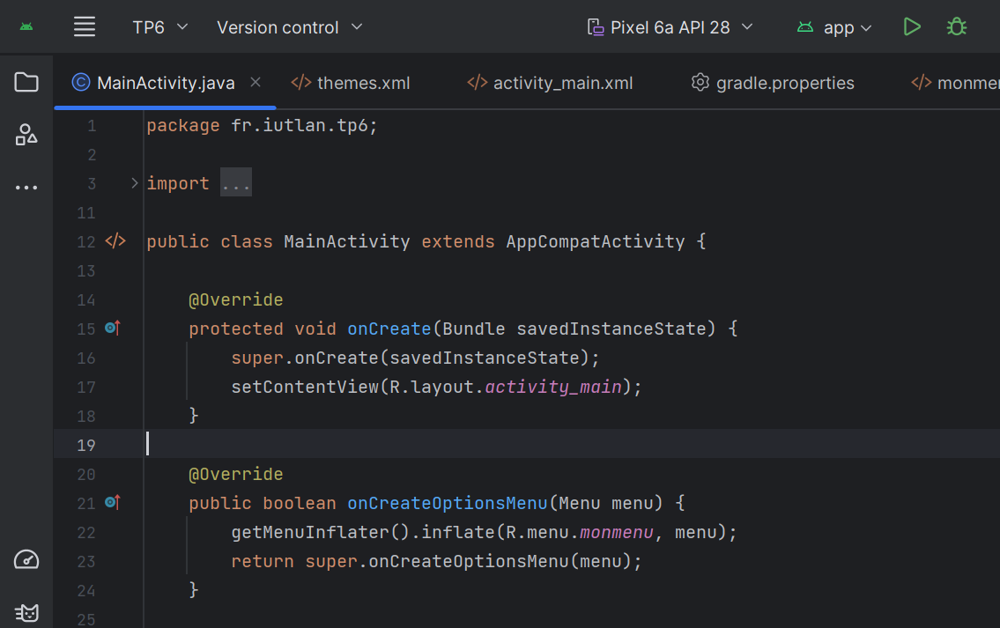 TP6 Version control Pixel 6a API 28 app
MainActivity.java themes.xml activity_main.xml gradle.properties monme
1 package fr.iutlan.tp6;
2
3 import ...
11
12 public class MainActivity extends AppCompatActivity {
13
14 @Override
15 protected void onCreate(Bundle savedInstanceState) {
16 super.onCreate(savedInstanceState);
17 setContentView(R.layout.activity_main);
18 }
19
20 @Override
21 public boolean onCreateOptionsMenu(Menu menu) {
22 getMenuInflater().inflate(R.menu.monmenu, menu);
23 return super.onCreateOptionsMenu(menu);
24 }
25